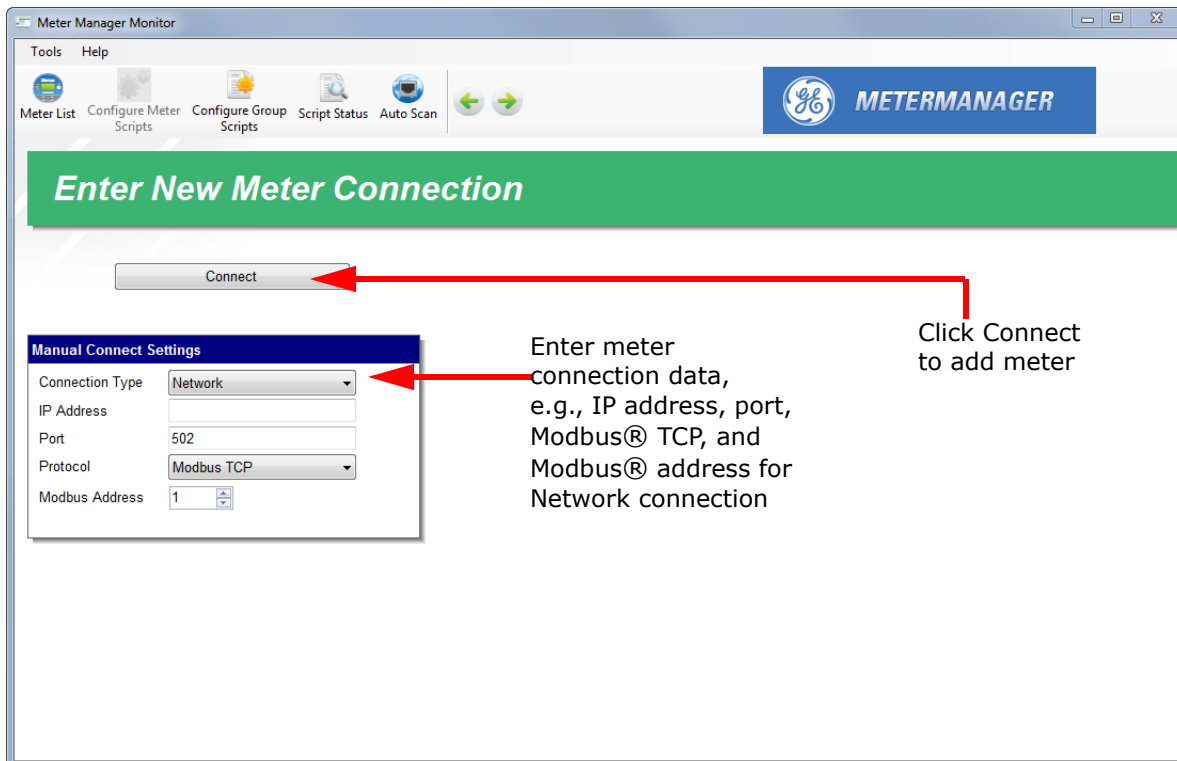 Meter Manager Monitor
Tools Help
Meter List
Configure Meter
Scripts
Configure Group
Scripts
Script Status
Auto Scan
METERMANAGER
Enter New Meter Connection
Connect
Click Connect
to add meter
Manual Connect Settings
Connection Type Network
IP Address
Port 502
Protocol Modbus TCP
Modbus Address 1
Enter meter
connection data,
e.g., IP address, port,
Modbus® TCP, and
Modbus® address for
Network connection